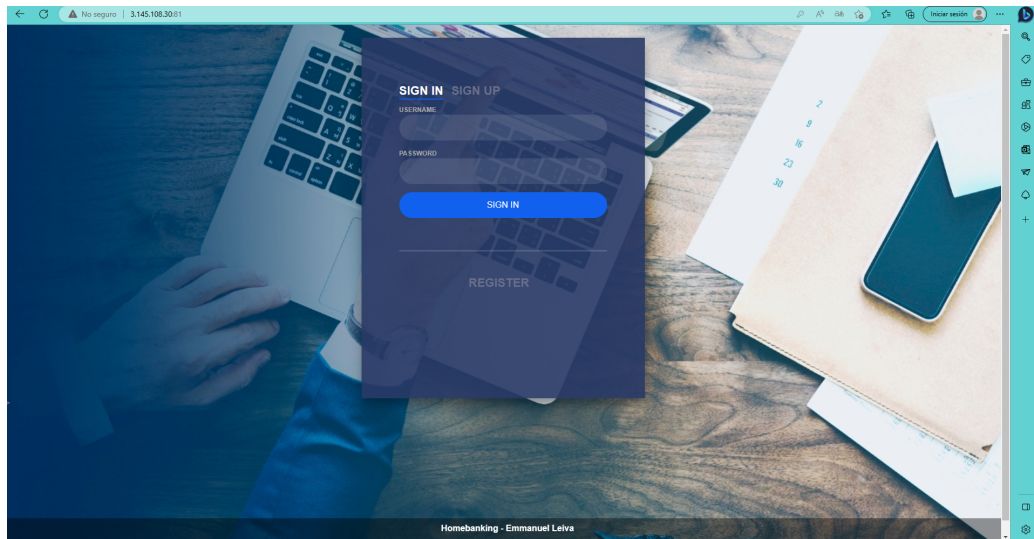 No seguro | 3.145.108.30:81
Iniciar sesión
SIGN IN SIGN UP
USERNAME
PASSWORD
SIGN IN
REGISTER
2
9
16
23
30
Homebanking - Emmanuel Leiva